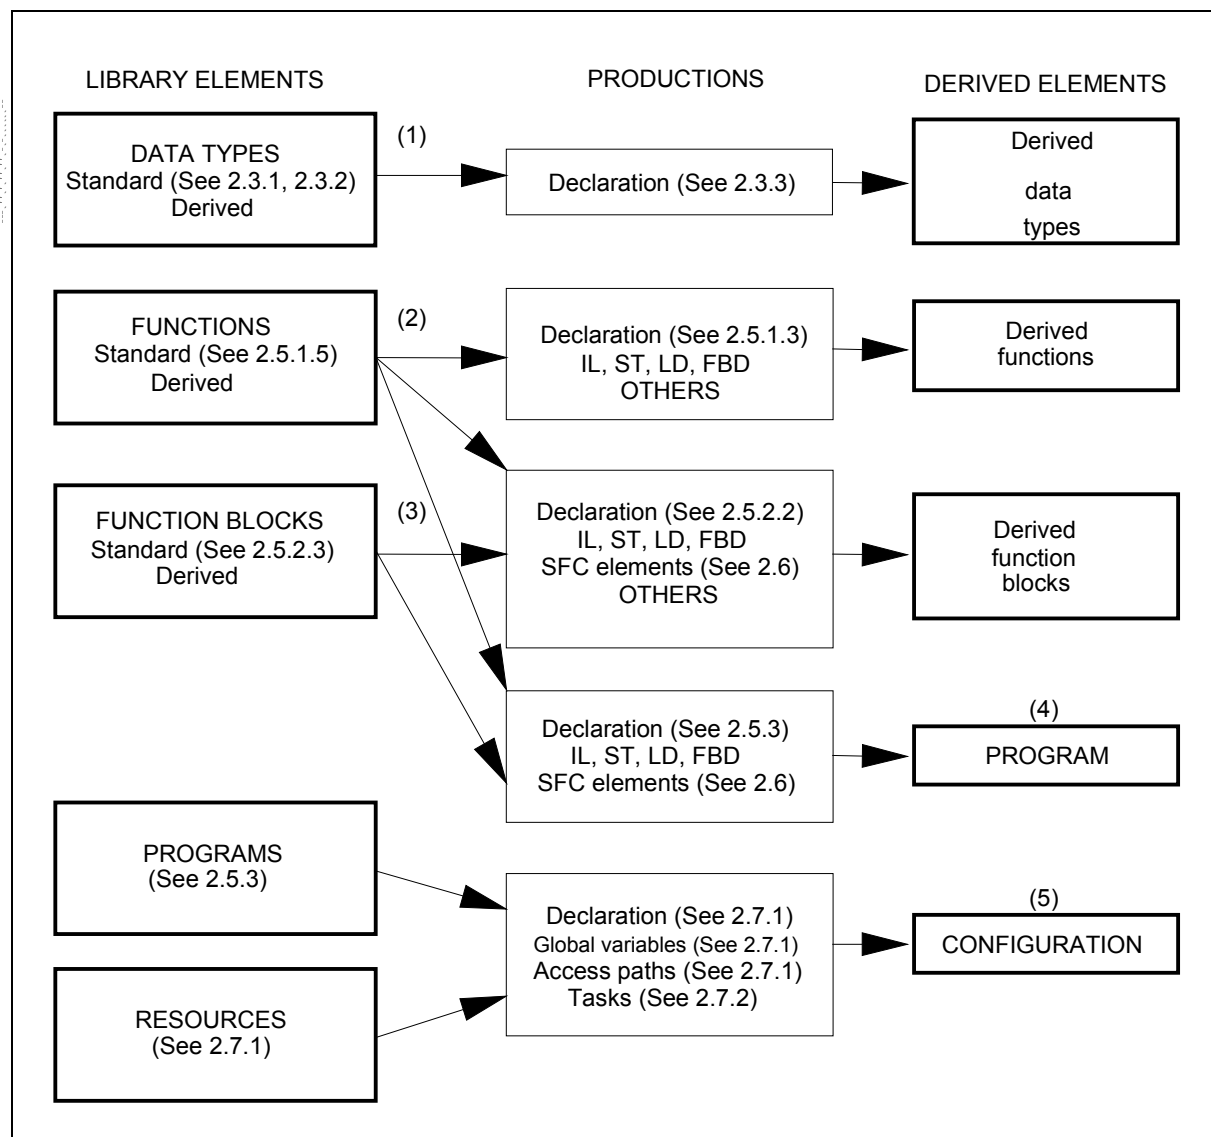 LIBRARY ELEMENTS
PRODUCTIONS
DERIVED ELEMENTS
DATA TYPES
Standard (See 2.3.1, 2.3.2)
Derived
(1)
Declaration (See 2.3.3)
Derived
data
types
FUNCTIONS
Standard (See 2.5.1.5)
Derived
(2)
Declaration (See 2.5.1.3)
IL, ST, LD, FBD
OTHERS
Derived
functions
FUNCTION BLOCKS
Standard (See 2.5.2.3)
Derived
(3)
Declaration (See 2.5.2.2)
IL, ST, LD, FBD
SFC elements (See 2.6)
OTHERS
Derived
function
blocks
Declaration (See 2.5.3)
IL, ST, LD, FBD
SFC elements (See 2.6)
(4)
PROGRAM
PROGRAMS
(See 2.5.3)
Declaration (See 2.7.1)
Global variables (See 2.7.1)
Access paths (See 2.7.1)
Tasks (See 2.7.2)
(5)
CONFIGURATION
RESOURCES
(See 2.7.1)